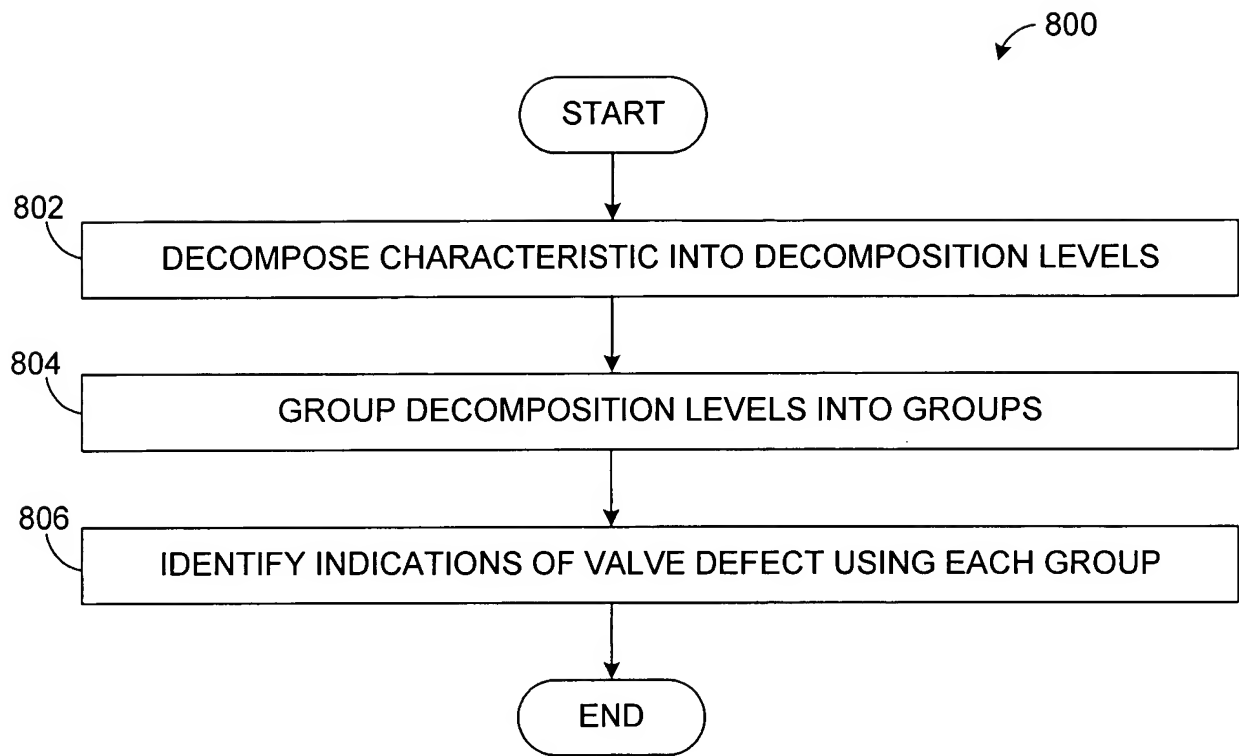 800
START
802
DECOMPOSE CHARACTERISTIC INTO DECOMPOSITION LEVELS
804
GROUP DECOMPOSITION LEVELS INTO GROUPS
806
IDENTIFY INDICATIONS OF VALVE DEFECT USING EACH GROUP
END